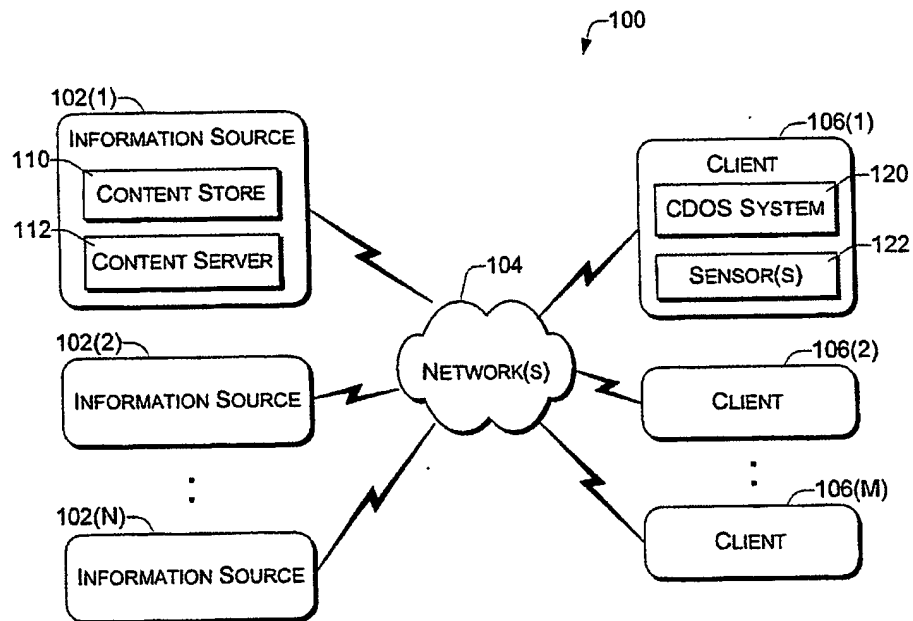 100
102(1)
INFORMATION SOURCE
110
CONTENT STORE
112
CONTENT SERVER
102(2)
INFORMATION SOURCE
102(N)
INFORMATION SOURCE
104
NETWORK(S)
106(1)
CLIENT
120
CDOS SYSTEM
122
SENSOR(S)
106(2)
CLIENT
106(M)
CLIENT